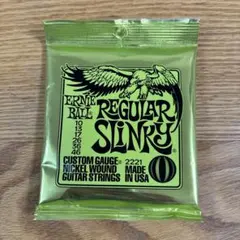 ERNIE
BALL
REGULAR
SLINKY
10
13
17
26
36
46
CUSTOM GAUGE® 2221
NICKEL WOUND MADE
GUITAR STRINGS IN USA